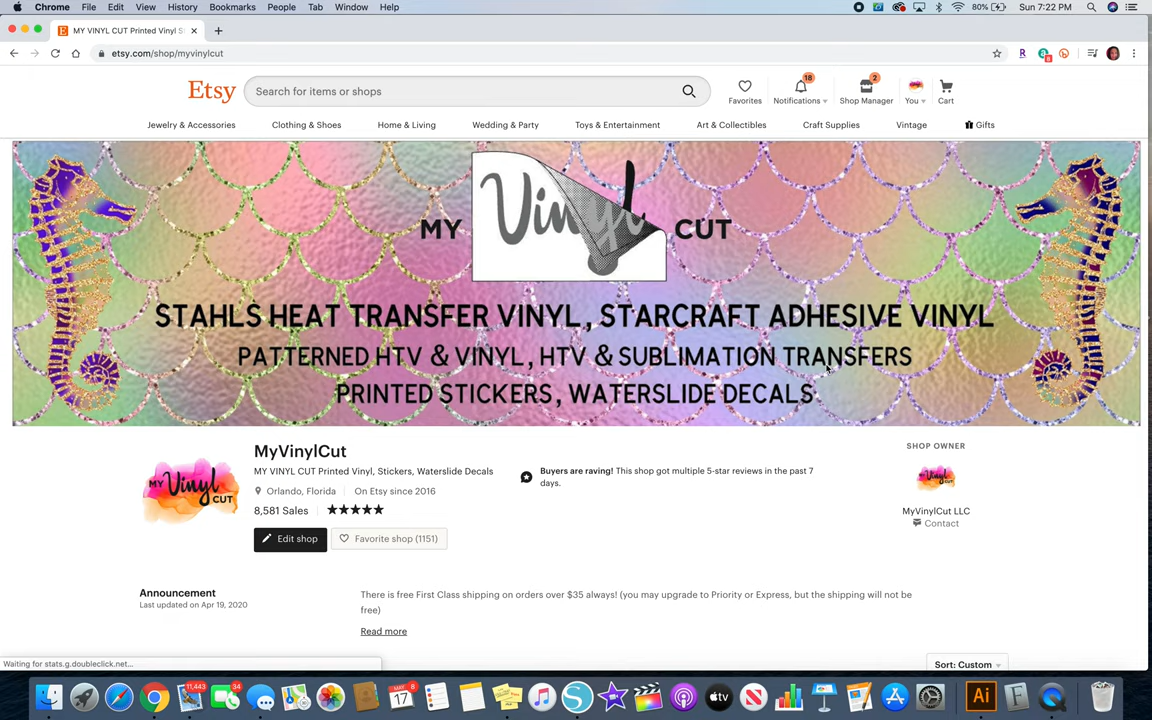 Chrome File Edit View History Bookmarks People Tab Window Help 80% Sun 7:22 PM
MY VINYL CUT Printed Vinyl S
etsy.com/shop/myvinylcut
Etsy
Search for items or shops
18
2
Favorites Notifications Shop Manager You Cart
Jewelry & Accessories Clothing & Shoes Home & Living Wedding & Party Toys & Entertainment Art & Collectibles Craft Supplies Vintage Gifts
MY Vinyl CUT
STAHLS HEAT TRANSFER VINYL, STARCRAFT ADHESIVE VINYL
PATTERNED HTV & VINYL, HTV & SUBLIMATION TRANSFERS
PRINTED STICKERS, WATERSLIDE DECALS
MY Vinyl CUT
MyVinylCut
MY VINYL CUT Printed Vinyl, Stickers, Waterslide Decals
Orlando, Florida On Etsy since 2016
8,581 Sales
Edit shop
Favorite shop (1151)
Buyers are raving! This shop got multiple 5-star reviews in the past 7
days.
SHOP OWNER
MyVinylCut LLC
Contact
Announcement
Last updated on Apr 19, 2020
There is free First Class shipping on orders over $35 always! (you may upgrade to Priority or Express, but the shipping will not be
free)
Read more
Sort: Custom
Waiting for stats.g.doubleclick.net...
11,443
34
MAY
17
8
tv
Ai